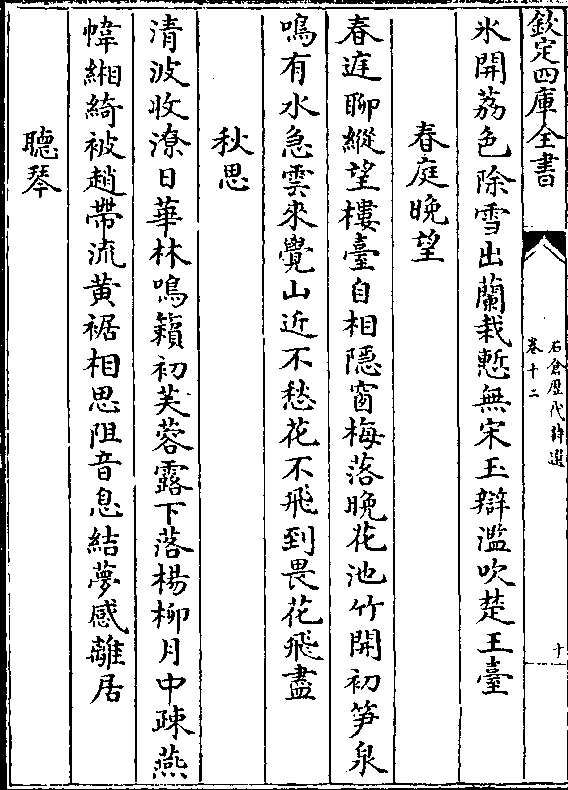 欽定四庫全書
石倉歴代詩選
卷十二
十
氷開荔色除雪出蘭栽慙無宋玉辯濫吹楚王臺
春庭晚望
春庭聊縱望樓臺自相隠窗梅落晚花池竹開初笋泉
鳴有水急雲來覺山近不愁花不飛到畏花飛盡
秋思
清波收潦日華林鳴籟初芙蓉露下落楊柳月中疎燕
幃緗綺被趙帶流黄裾相思阻音息結夢感離居
聽琴